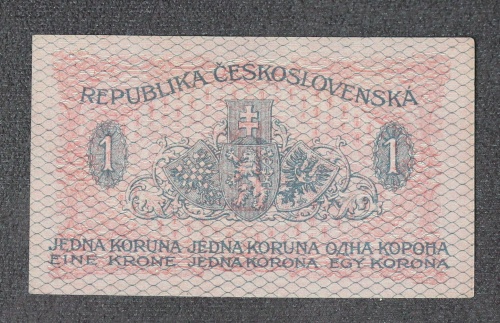 REPUBLIKA ČESKOSLOVENSKÁ
1 1
JEDNA KORUNA JEDNA KORUNA ОДНА КОРОНА
EINE KRONE JEDNA KORONA EGY KORONA